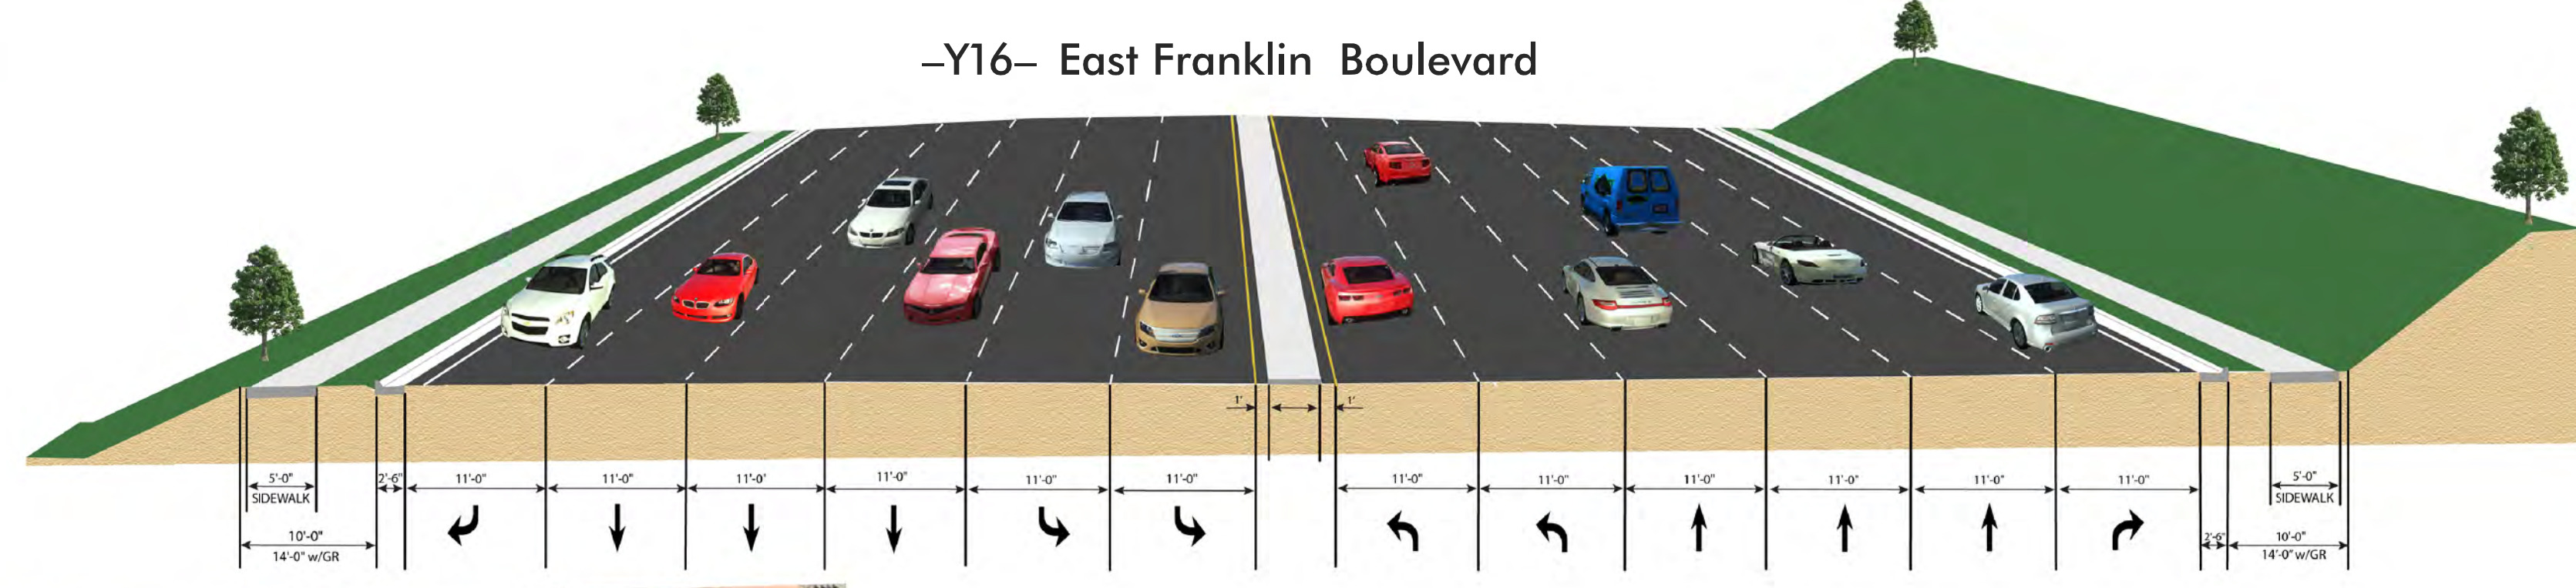 –Y16– East Franklin Boulevard
1' 1'
5'-0" 2'-6" 11'-0" 11'-0" 11'-0' 11'-0" 11'-0" 11'-0" 11'-0" 11'-0" 11'-0" 11'-0" 11'-0" 11'-0" 5'-0"
SIDEWALK SIDEWALK
10'-0" 2'-6" 10'-0"
14'-0" w/GR 14'-0" w/GR